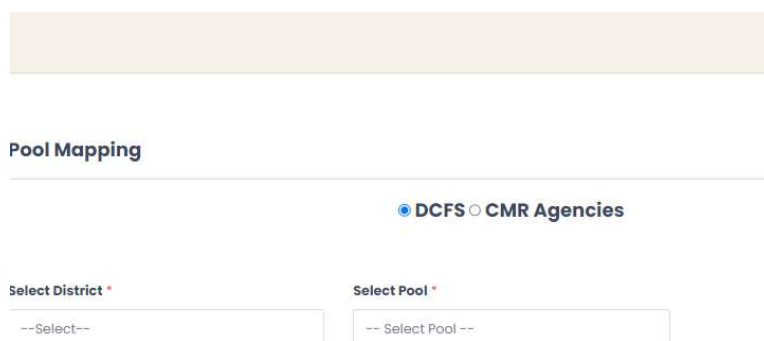 Pool Mapping
DCFS CMR Agencies
Select District * Select Pool *
--Select-- -- Select Pool --